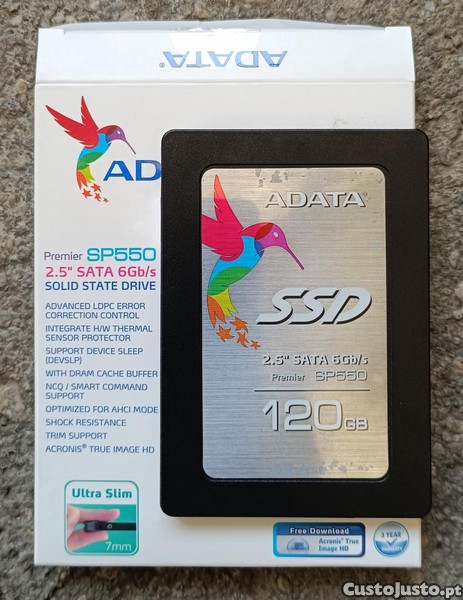 ADATA
AD
Premier SP550
2.5" SATA 6Gb/s
SOLID STATE DRIVE
ADVANCED LDPC ERROR
CORRECTION CONTROL
INTEGRATE H/W THERMAL
SENSOR PROTECTOR
SUPPORT DEVICE SLEEP
(DEVSLP)
WITH DRAM CACHE BUFFER
NCQ / SMART COMMAND
SUPPORT
OPTIMIZED FOR AHCI MODE
SHOCK RESISTANCE
TRIM SUPPORT
ACRONIS® TRUE IMAGE HD
Ultra Slim
7mm
ADATA
SSD
2.5" SATA 6Gb/s
Premier SP550
120GB
Free Download
Acronis® True
Image HD
3 YEAR
WARRANTY
CustoJusto.pt